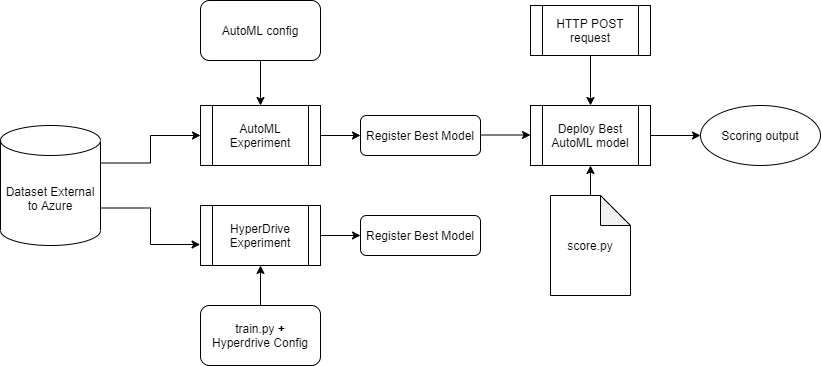 AutoML config
HTTP POST
request
AutoML
Experiment
Register Best Model
Deploy Best
AutoML model
Scoring output
Dataset External
to Azure
HyperDrive
Experiment
Register Best Model
score.py
train.py +
Hyperdrive Config